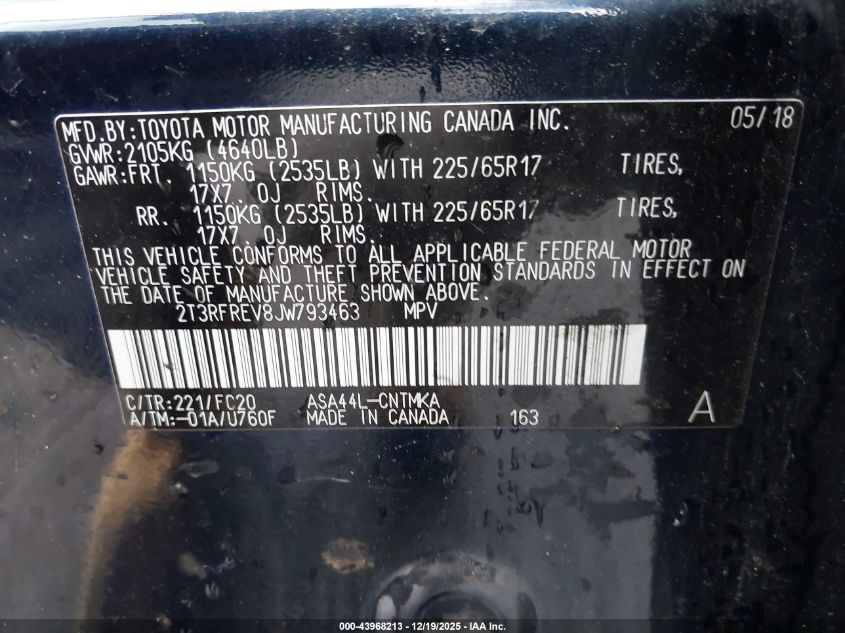 MFD.BY:TOYOTA MOTOR MANUFACTURING CANADA INC. 05/18
GVWR:2105KG (4640LB)
GAWR:FRT. 1150KG (2535LB) WITH 225/65R17 TIRES,
17X7.0J RIMS.
RR. 1150KG (2535LB) WITH 225/65R17 TIRES,
17X7.0J RIMS.
THIS VEHICLE CONFORMS TO ALL APPLICABLE FEDERAL MOTOR
VEHICLE SAFETY AND THEFT PREVENTION STANDARDS IN EFFECT ON
THE DATE OF MANUFACTURE SHOWN ABOVE.
2T3RFREV8JW793463 MPV
C/TR:221/FC20 ASA44L-CNTMKA
A/TM:-01A/U760F MADE IN CANADA 163 A
000-43968213 - 12/19/2025 - IAA Inc.